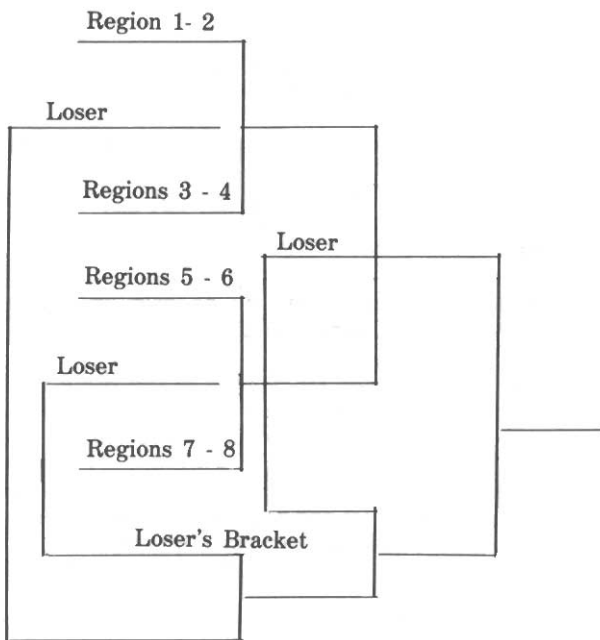 Region 1- 2
Loser
Regions 3 - 4
Loser
Regions 5 - 6
Loser
Regions 7 - 8
Loser's Bracket